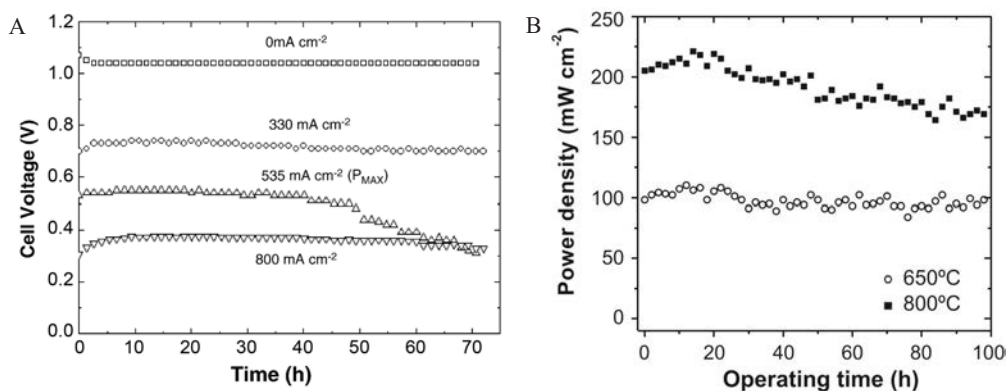 A
Cell Voltage (V)
1.2
1.0
0.8
0.6
0.4
0.2
0.0
0mA cm-2
330 mA cm-2
535 mA cm-2 (PMAX)
800 mA cm-2
0 10 20 30 40 50 60 70
Time (h)
B
Power density (mW cm-2)
250
200
150
100
50
0
650ºC
800ºC
0 20 40 60 80 100
Operating time (h)